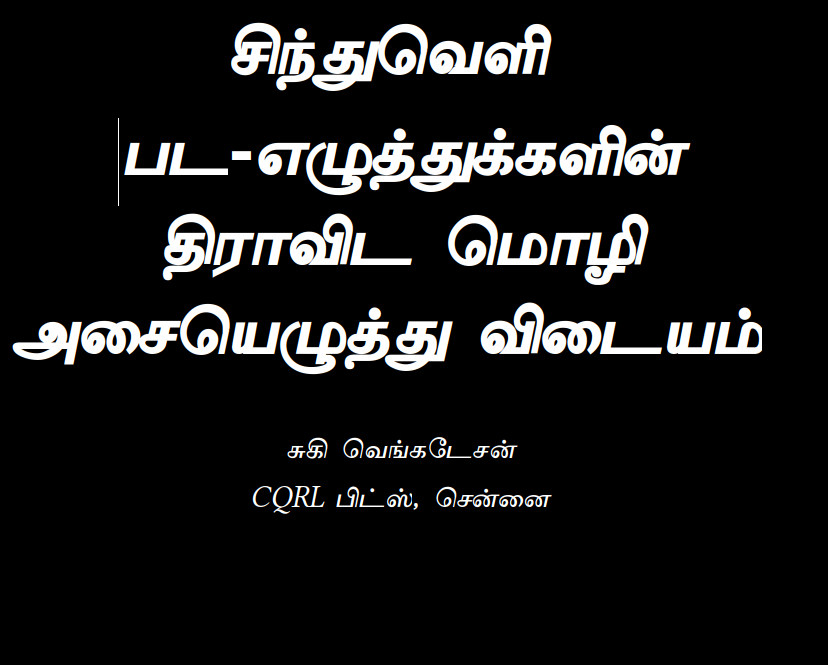 சிந்துவெளி
பட-எழுத்துக்களின்
திராவிட மொழி
அசையெழுத்து விடையம்
சுகி வெங்கடேசன்
CQRL பிட்ஸ், சென்னை